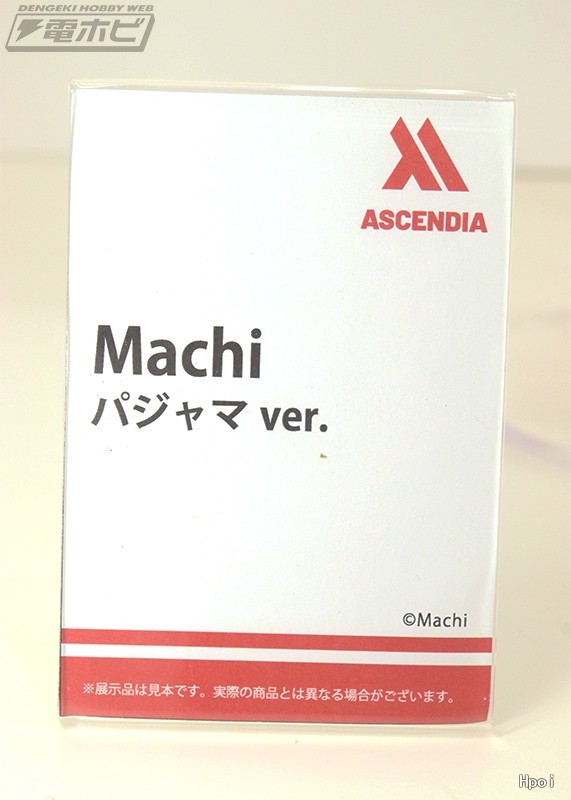 DENGEKI HOBBY WEB
電ホビ
ASCENDIA
Machi
パジャマ ver.
©Machi
※展示品は見本です。実際の商品とは異なる場合がございます。
Hpoi